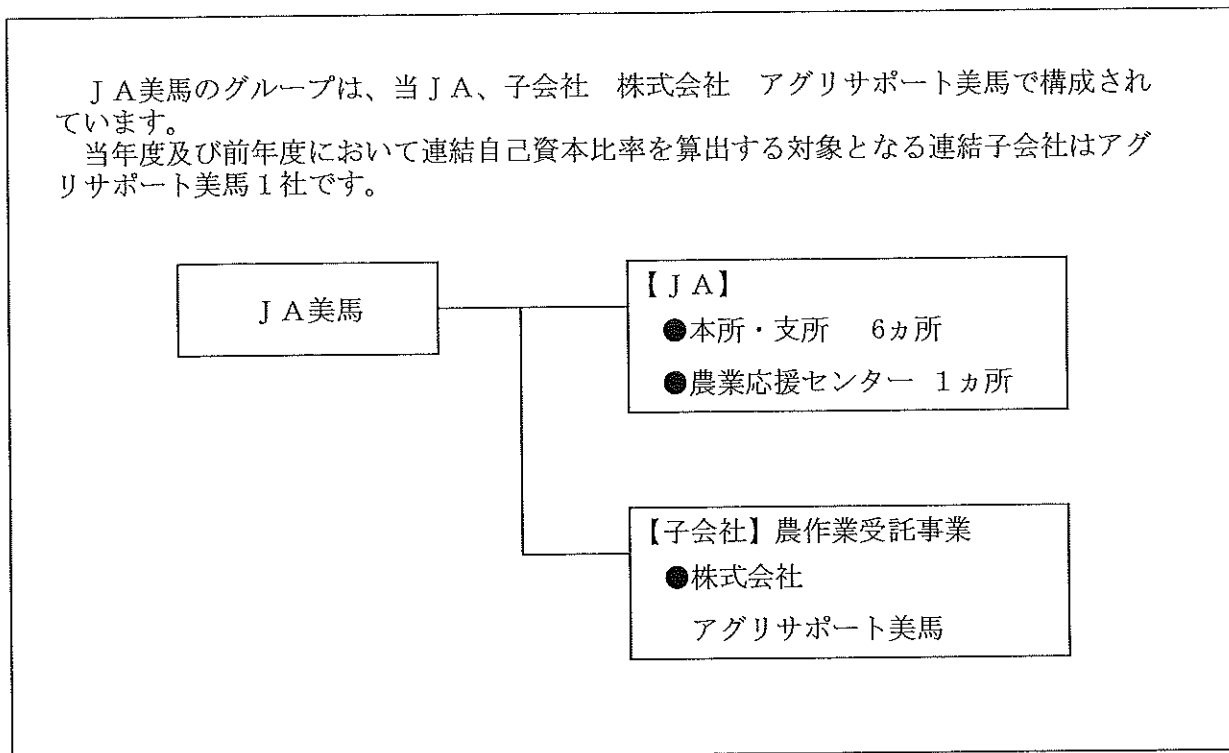 ＪＡ美馬のグループは、当ＪＡ、子会社　株式会社　アグリサポート美馬で構成され
ています。
当年度及び前年度において連結自己資本比率を算出する対象となる連結子会社はアグ
リサポート美馬１社です。
ＪＡ美馬
【ＪＡ】
●本所・支所　6ヵ所
●農業応援センター １ヵ所
【子会社】農作業受託事業
●株式会社
アグリサポート美馬